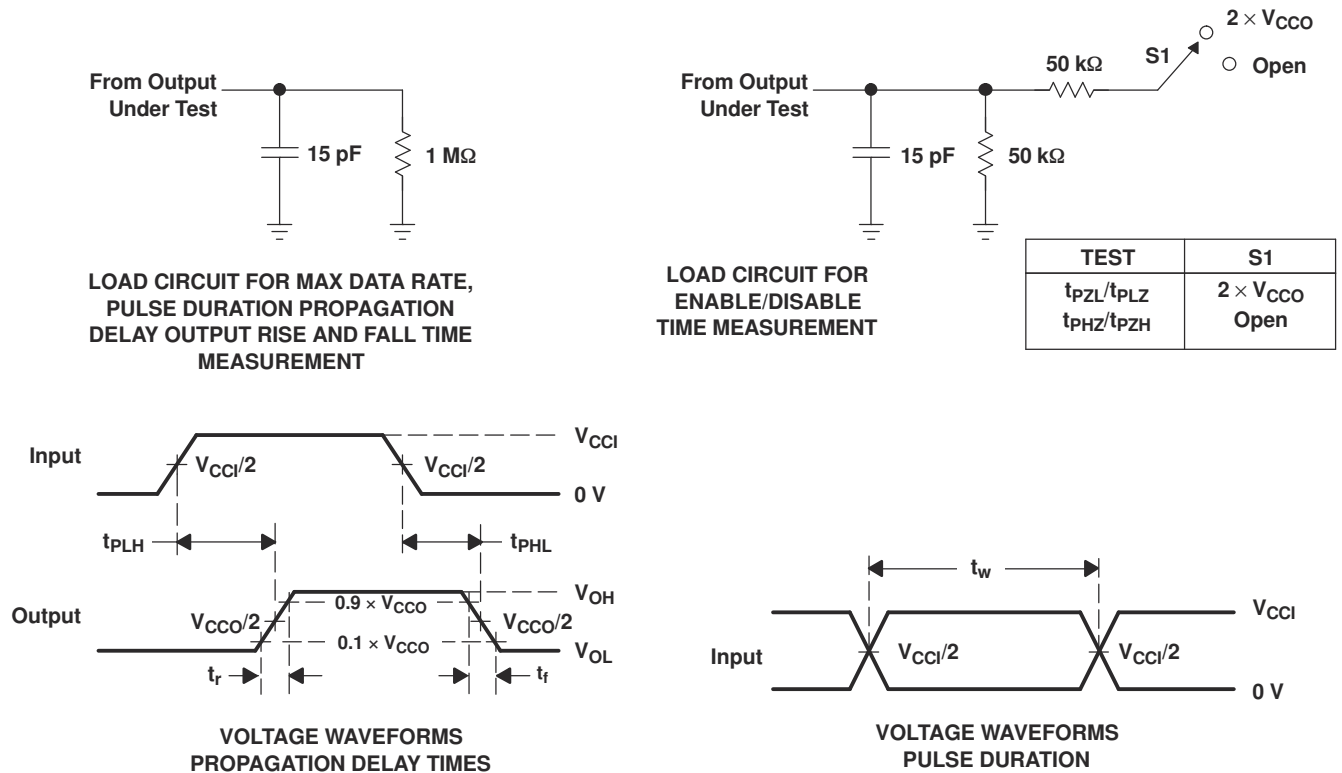 From Output
Under Test
15 pF
1 MΩ
LOAD CIRCUIT FOR MAX DATA RATE,
PULSE DURATION PROPAGATION
DELAY OUTPUT RISE AND FALL TIME
MEASUREMENT
From Output
Under Test
15 pF
50 kΩ
50 kΩ
S1
2 × VCCO
Open
LOAD CIRCUIT FOR
ENABLE/DISABLE
TIME MEASUREMENT
TEST S1
tPZL/tPLZ 2 × VCCO
tPHZ/tPZH Open
Input
VCCI/2
VCCI/2
VCCI
0 V
tPLH
tPHL
Output
VCCO/2
0.9 × VCCO
0.1 × VCCO
VCCO/2
VOH
VOL
tr
tf
VOLTAGE WAVEFORMS
PROPAGATION DELAY TIMES
tw
Input
VCCI/2
VCCI/2
VCCI
0 V
VOLTAGE WAVEFORMS
PULSE DURATION